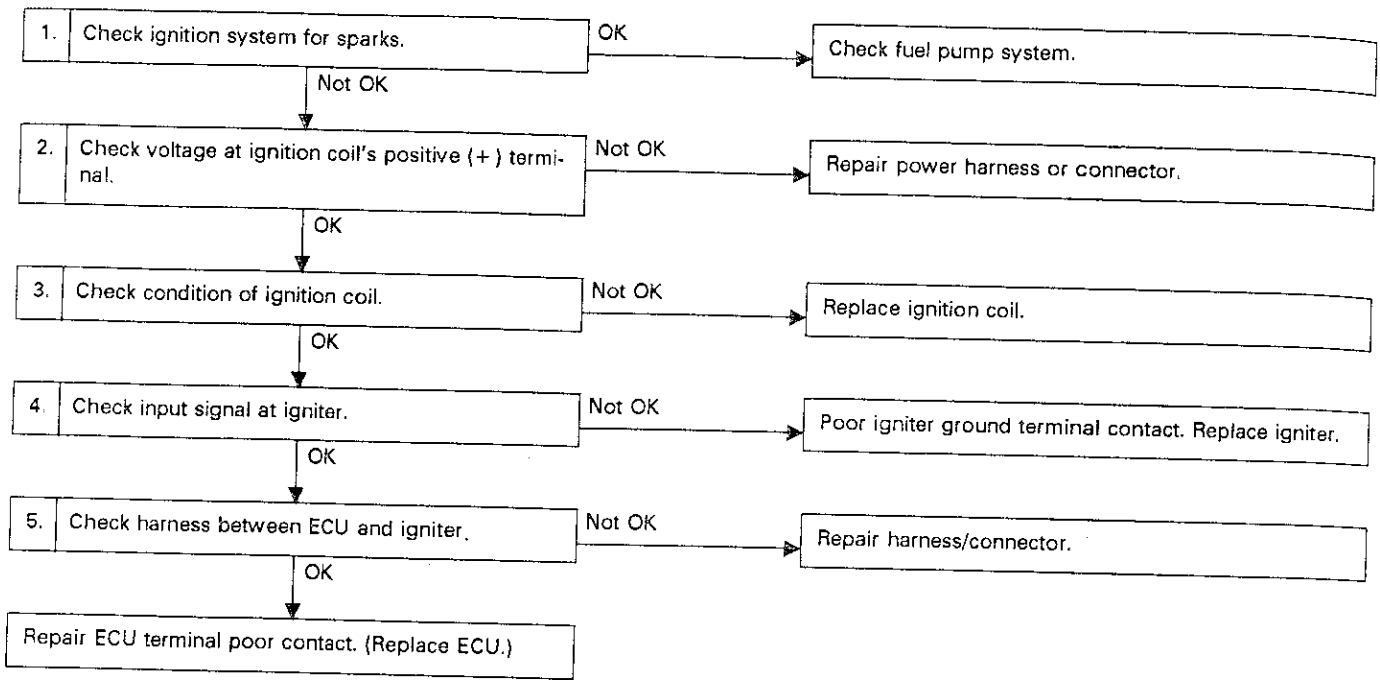 1. Check ignition system for sparks.
OK
Check fuel pump system.
Not OK
2. Check voltage at ignition coil's positive (+) termi-
nal.
Not OK
Repair power harness or connector.
OK
3. Check condition of ignition coil.
Not OK
Replace ignition coil.
OK
4. Check input signal at igniter.
Not OK
Poor igniter ground terminal contact. Replace igniter.
OK
5. Check harness between ECU and igniter.
Not OK
Repair harness/connector.
OK
Repair ECU terminal poor contact. (Replace ECU.)